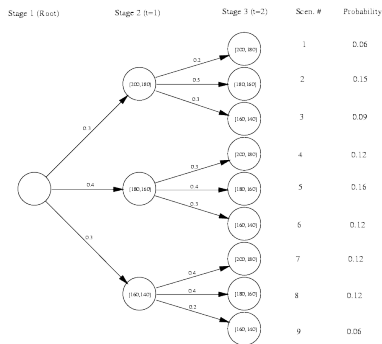 Stage 1 (Root) Stage 2 (t=1) Stage 3 (t=2) Scen. # Probability
[200,180] 1 0.06
0.2
[200,180] 0.5 [180,160] 2 0.15
0.3
[160,140] 3 0.09
0.3
[200,180] 4 0.12
0.3
0.4 [180,160] 0.4 [180,160] 5 0.16
0.3
[160,140] 6 0.12
0.3
[200,180] 7 0.12
0.4
[160,140] 0.4 [180,160] 8 0.12
0.2
[160,140] 9 0.06